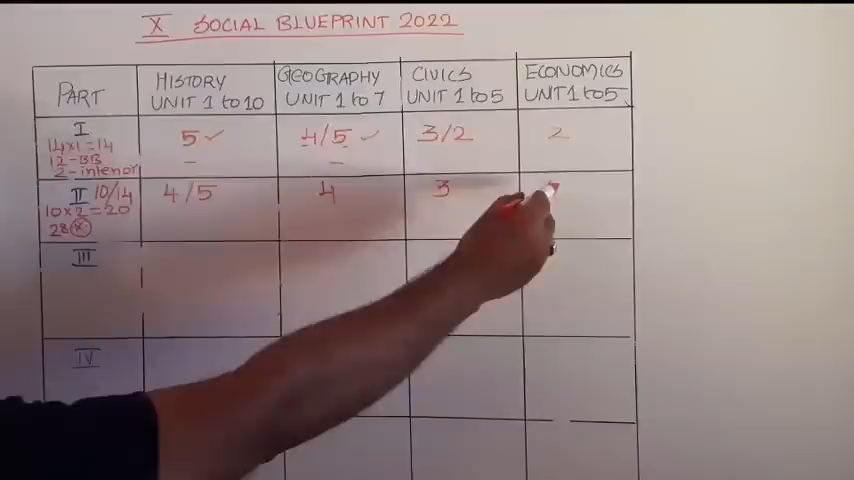 X SOCIAL BLUEPRINT 2022
PART
HISTORY
UNIT 1 to 10
GEOGRAPHY
UNIT 1 to 7
CIVICS
UNIT 1 to 5
ECONOMICS
UNIT 1 to 5
I
14x1=14
12-BB
2-interior
5 ✓
4/5 ✓
3/2
2
II 10/14
10x2=20
28 x
4/5
4
3
III
IV